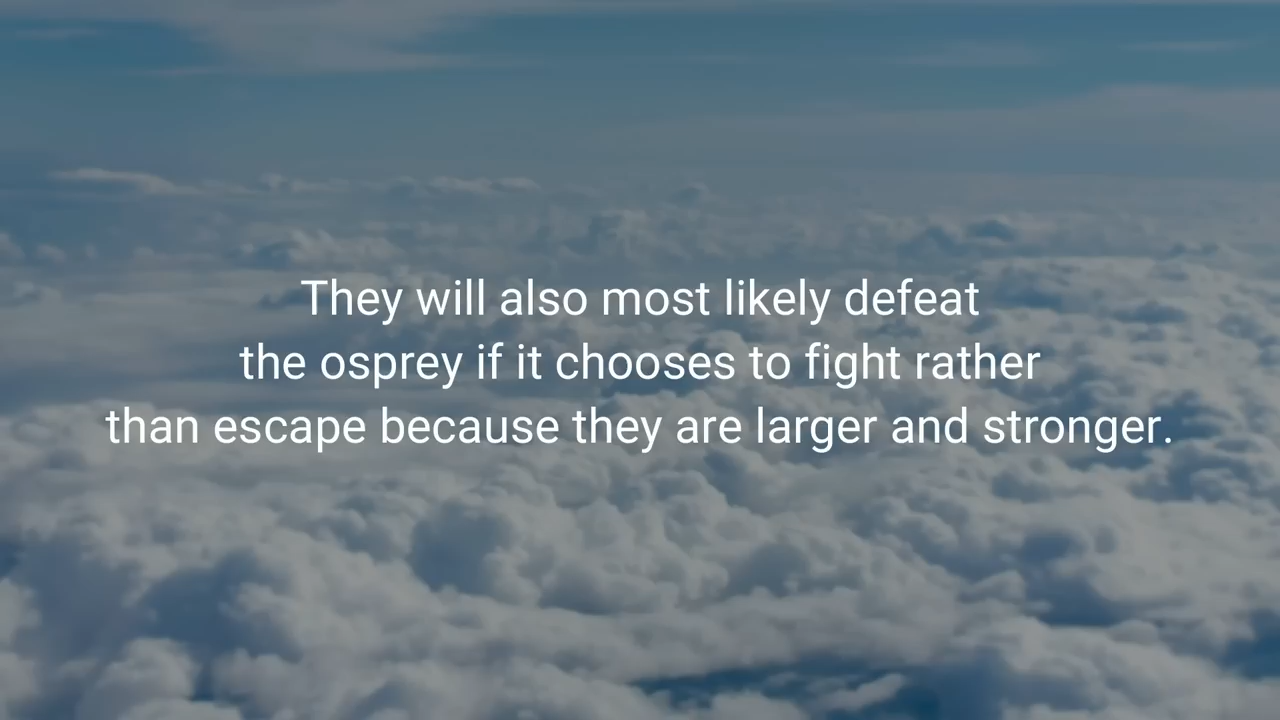 They will also most likely defeat
the osprey if it chooses to fight rather
than escape because they are larger and stronger.